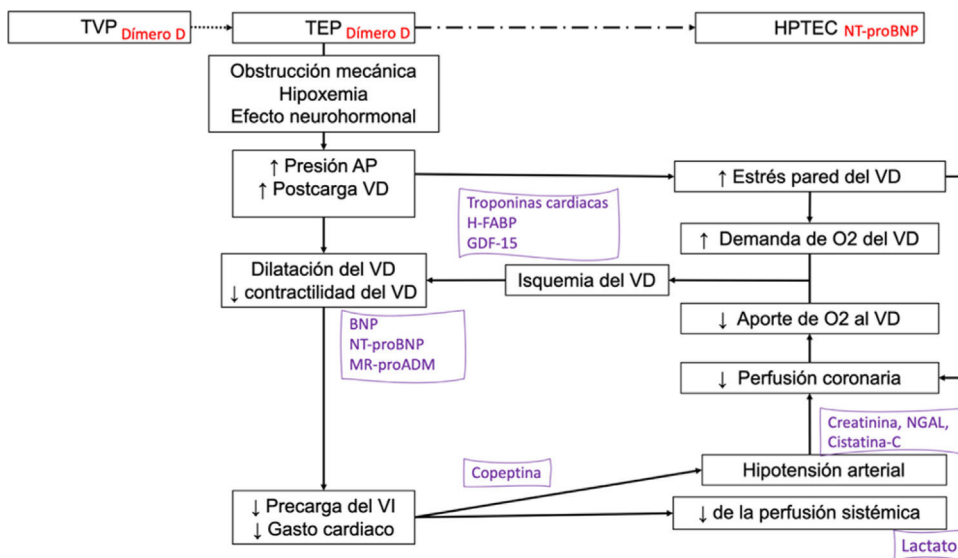 TVP Dímero D
TEP Dímero D
HPTEC NT-proBNP
Obstrucción mecánica
Hipoxemia
Efecto neurohormonal
↑ Presión AP
↑ Postcarga VD
↑ Estrés pared del VD
Troponinas cardiacas
H-FABP
GDF-15
↑ Demanda de O2 del VD
Dilatación del VD
↓ contractilidad del VD
Isquemia del VD
BNP
NT-proBNP
MR-proADM
↓ Aporte de O2 al VD
↓ Perfusión coronaria
Creatinina, NGAL,
Cistatina-C
Copeptina
Hipotensión arterial
↓ Precarga del VI
↓ Gasto cardiaco
↓ de la perfusión sistémica
Lactato